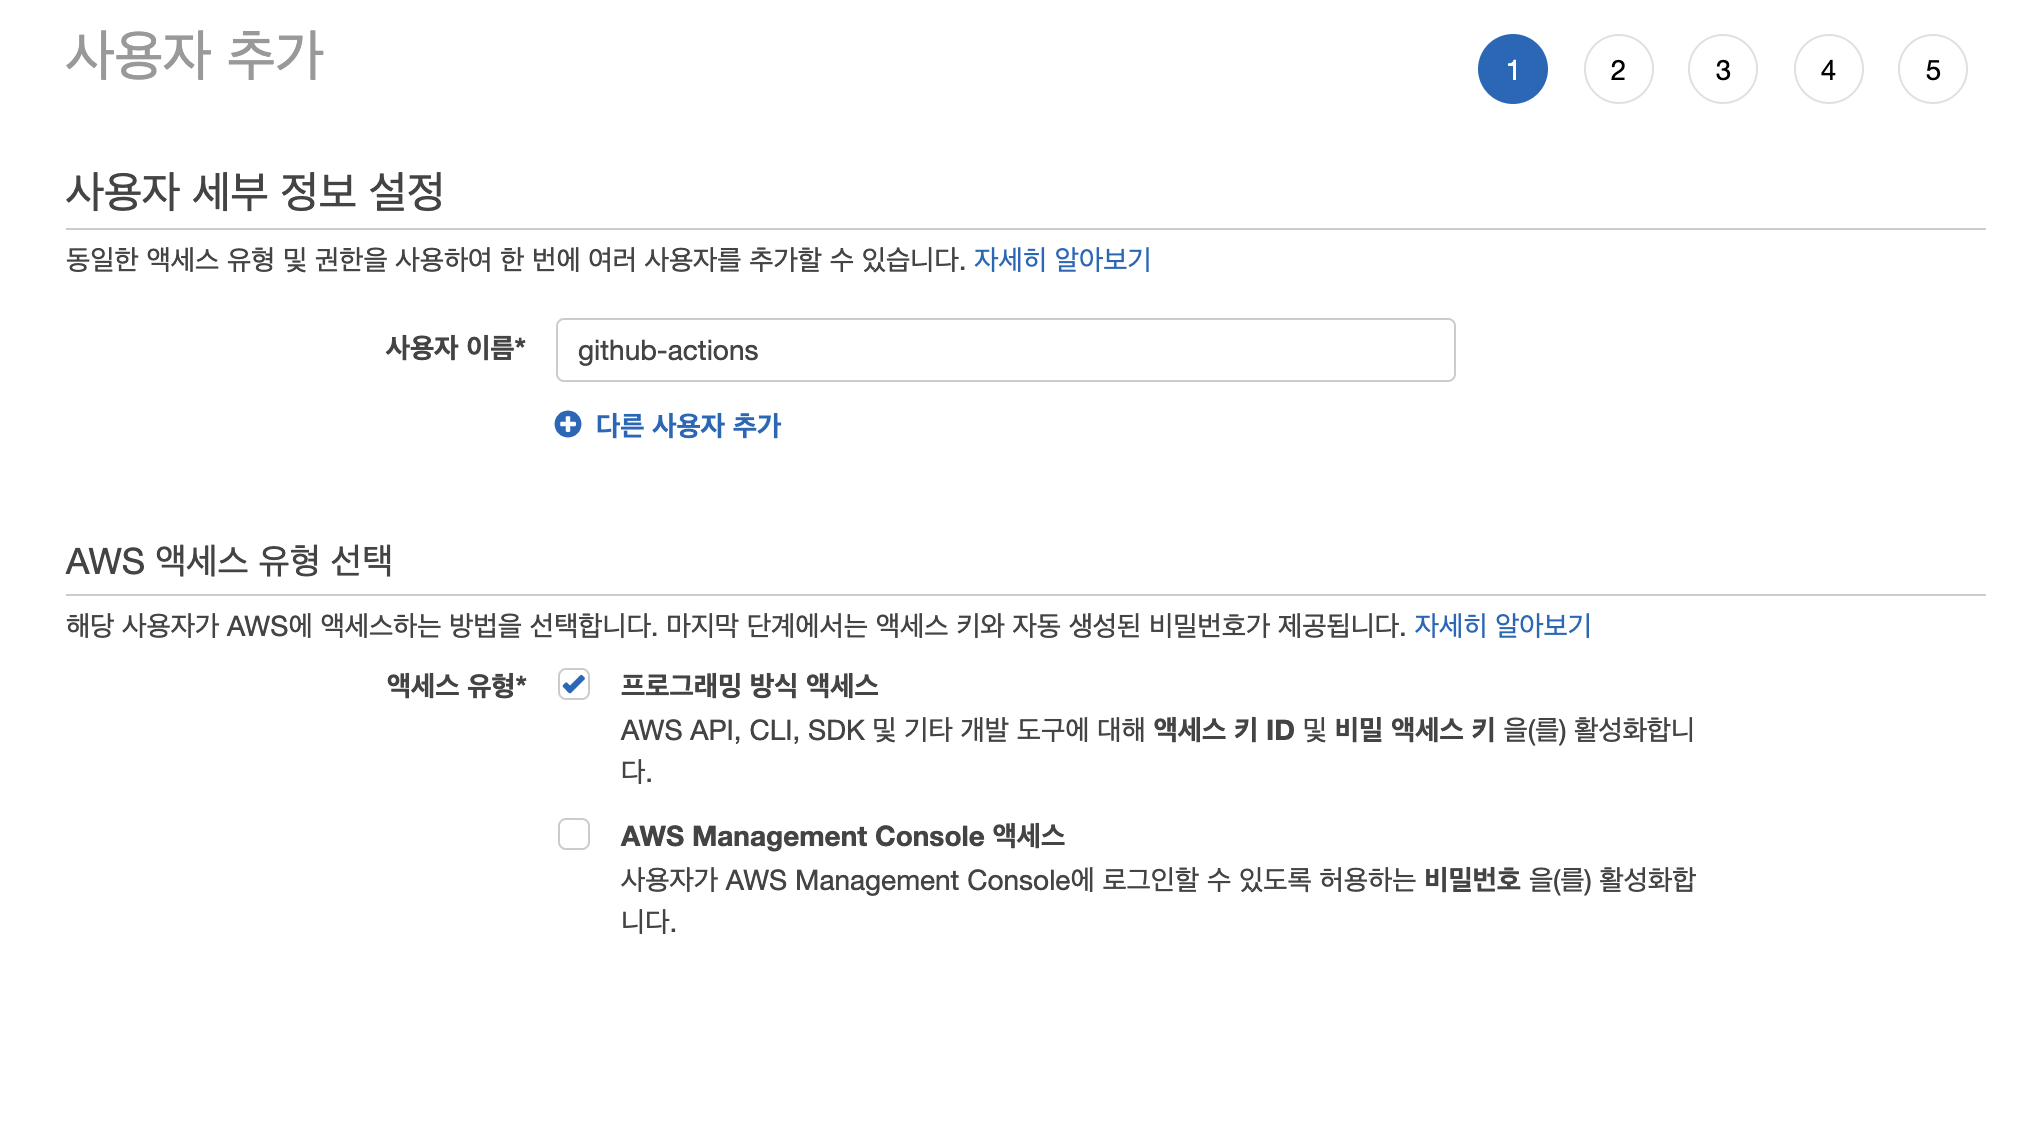 사용자 추가
1 2 3 4 5
사용자 세부 정보 설정
동일한 액세스 유형 및 권한을 사용하여 한 번에 여러 사용자를 추가할 수 있습니다. 자세히 알아보기
사용자 이름* github-actions
다른 사용자 추가
AWS 액세스 유형 선택
해당 사용자가 AWS에 액세스하는 방법을 선택합니다. 마지막 단계에서는 액세스 키와 자동 생성된 비밀번호가 제공됩니다. 자세히 알아보기
액세스 유형* 프로그래밍 방식 액세스
AWS API, CLI, SDK 및 기타 개발 도구에 대해 액세스 키 ID 및 비밀 액세스 키 을(를) 활성화합니
다.
AWS Management Console 액세스
사용자가 AWS Management Console에 로그인할 수 있도록 허용하는 비밀번호 을(를) 활성화합
니다.